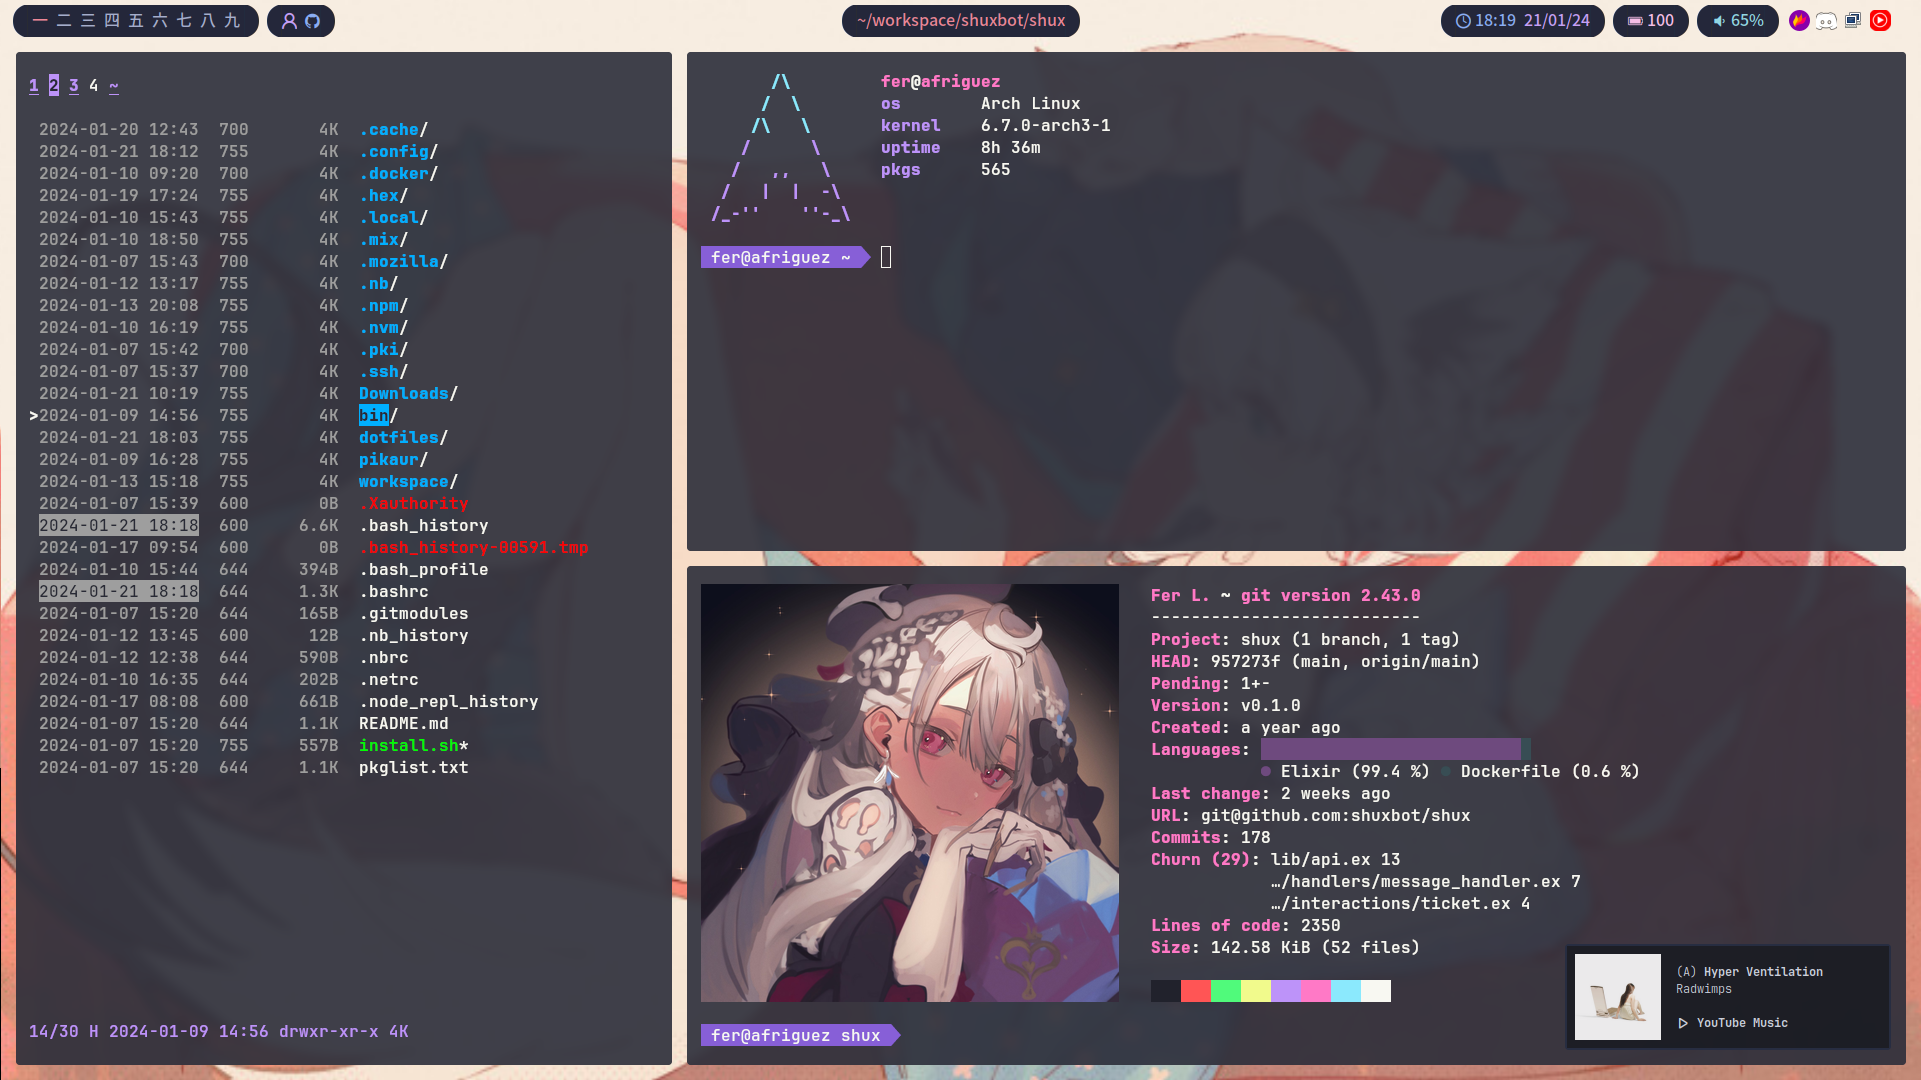 一 二 三 四 五 六 七 八 九
~/workspace/shuxbot/shux
18:19 21/01/24
100
65%
1 2 3 4 ~
2024-01-20 12:43 700 4K .cache/
2024-01-21 18:12 755 4K .config/
2024-01-10 09:20 700 4K .docker/
2024-01-19 17:24 755 4K .hex/
2024-01-10 15:43 755 4K .local/
2024-01-10 18:50 755 4K .mix/
2024-01-07 15:43 700 4K .mozilla/
2024-01-12 13:17 755 4K .nb/
2024-01-13 20:08 755 4K .npm/
2024-01-10 16:19 755 4K .nvm/
2024-01-07 15:42 700 4K .pki/
2024-01-07 15:37 700 4K .ssh/
2024-01-21 10:19 755 4K Downloads/
>2024-01-09 14:56 755 4K bin/
2024-01-21 18:03 755 4K dotfiles/
2024-01-09 16:28 755 4K pikaur/
2024-01-13 15:18 755 4K workspace/
2024-01-07 15:39 600 0B .Xauthority
2024-01-21 18:18 600 6.6K .bash_history
2024-01-17 09:54 600 0B .bash_history-00591.tmp
2024-01-10 15:44 644 394B .bash_profile
2024-01-21 18:18 644 1.3K .bashrc
2024-01-07 15:20 644 165B .gitmodules
2024-01-12 13:45 600 12B .nb_history
2024-01-12 12:38 644 590B .nbrc
2024-01-10 16:35 644 202B .netrc
2024-01-17 08:08 600 661B .node_repl_history
2024-01-07 15:20 644 1.1K README.md
2024-01-07 15:20 755 557B install.sh*
2024-01-07 15:20 644 1.1K pkglist.txt
14/30 H 2024-01-09 14:56 drwxr-xr-x 4K
fer@afriguez
os Arch Linux
kernel 6.7.0-arch3-1
uptime 8h 36m
pkgs 565
fer@afriguez ~
Fer L. ~ git version 2.43.0
---------------------------
Project: shux (1 branch, 1 tag)
HEAD: 957273f (main, origin/main)
Pending: 1+-
Version: v0.1.0
Created: a year ago
Languages:
Elixir (99.4 %) Dockerfile (0.6 %)
Last change: 2 weeks ago
URL: git@github.com:shuxbot/shux
Commits: 178
Churn (29): lib/api.ex 13
…/handlers/message_handler.ex 7
…/interactions/ticket.ex 4
Lines of code: 2350
Size: 142.58 KiB (52 files)
fer@afriguez shux
(A) Hyper Ventilation
Radwimps
YouTube Music